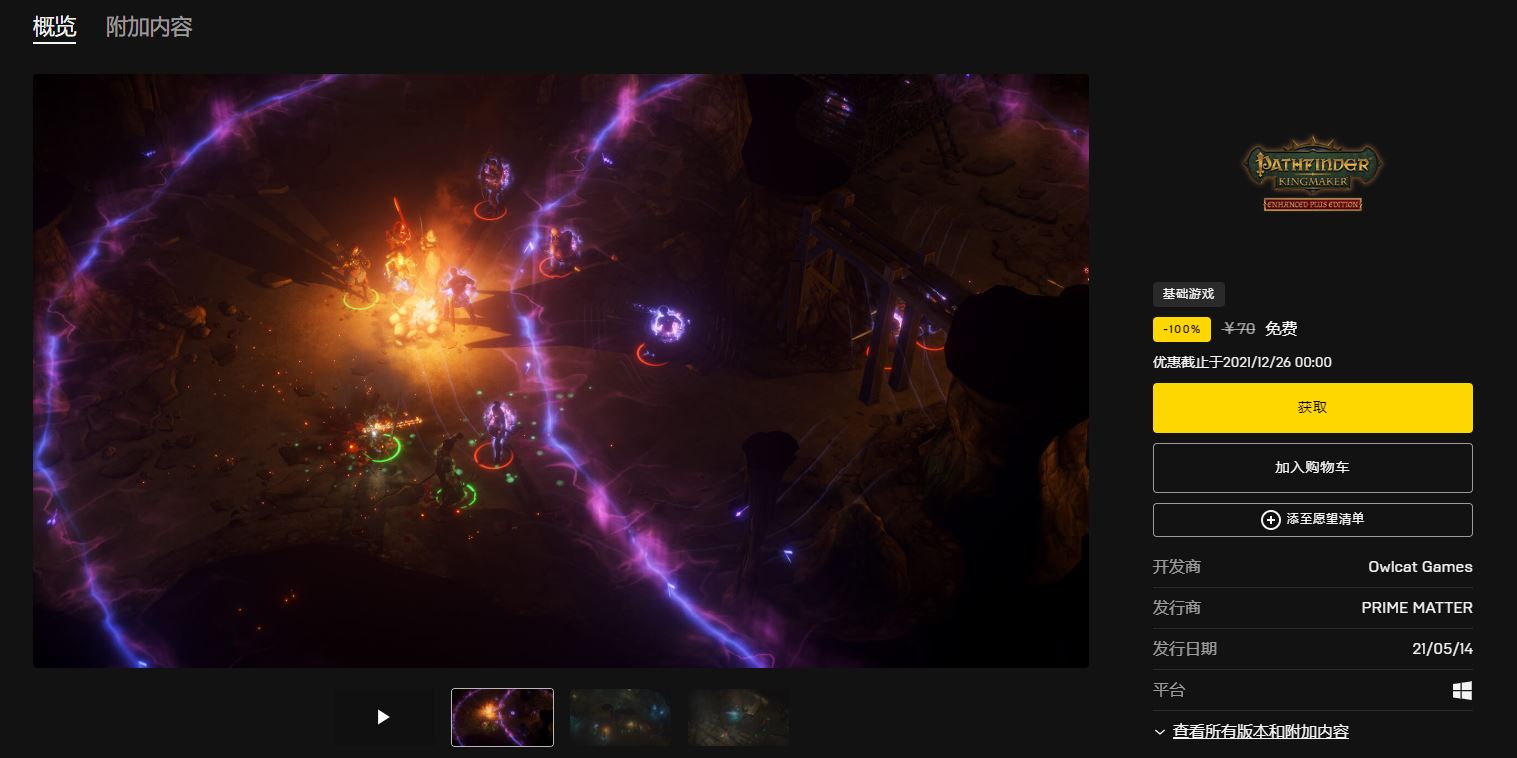 概览 附加内容
PATHFINDER
KINGMAKER
ENHANCED PLUS EDITION
基础游戏
-100% ￥70 免费
优惠截止于2021/12/26 00:00
获取
加入购物车
添至愿望清单
开发商 Owlcat Games
发行商 PRIME MATTER
发行日期 21/05/14
平台
查看所有版本和附加内容